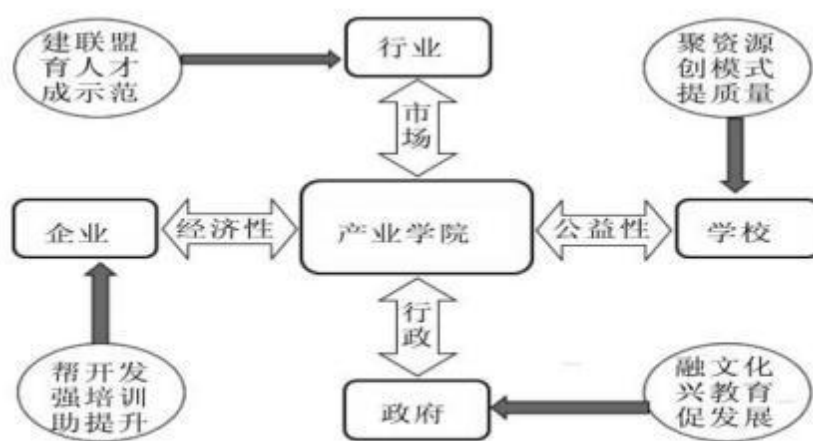 建联盟
育人才
成示范
行业
聚资源
创模式
提质量
市场
企业
经济性
产业学院
公益性
学校
行政
帮开发
强培训
助提升
政府
融文化
兴教育
促发展